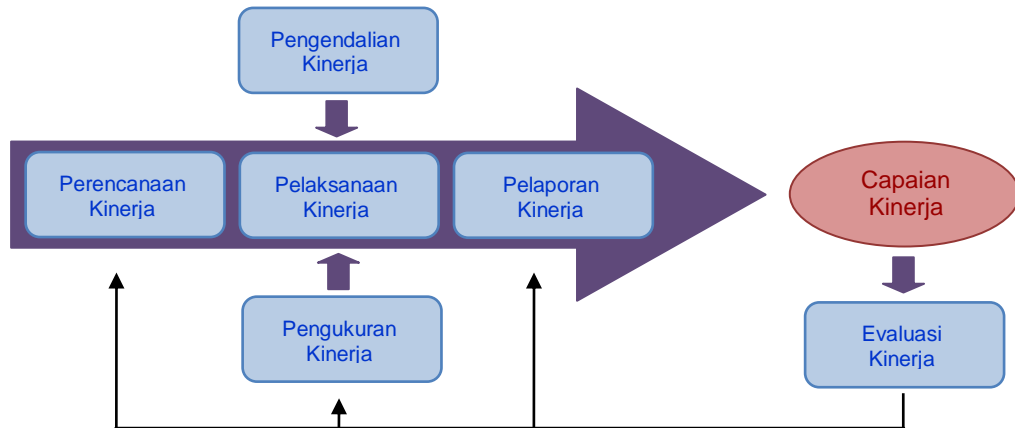 Pengendalian
Kinerja
Perencanaan
Kinerja
Pelaksanaan
Kinerja
Pelaporan
Kinerja
Capaian
Kinerja
Pengukuran
Kinerja
Evaluasi
Kinerja